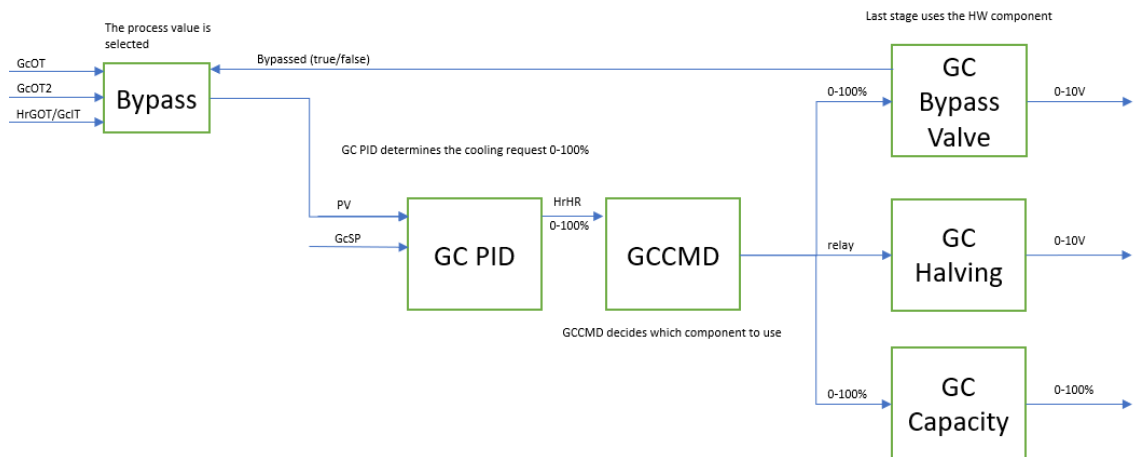 Last stage uses the HW component
The process value is
selected
GcOT
GcOT2
HrGOT/GcIT
Bypass
Bypassed (true/false)
0-100%
GC
Bypass
Valve
0-10V
GC PID determines the cooling request 0-100%
PV
GcSP
GC PID
HrHR
0-100%
GCCMD
relay
GC
Halving
0-10V
GCCMD decides which component to use
0-100%
GC
Capacity
0-100%